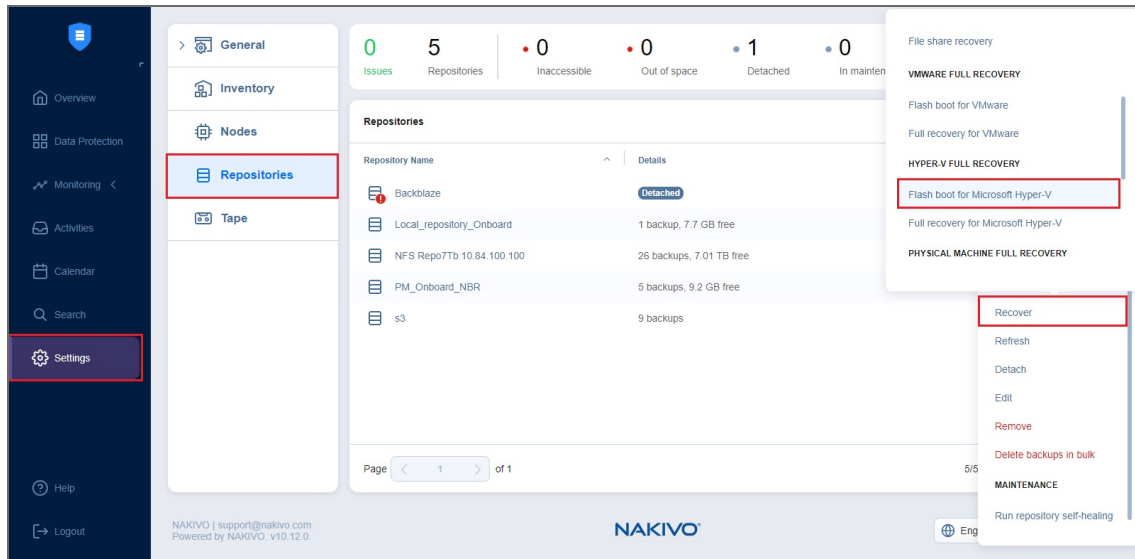 Overview
Data Protection
Monitoring
Activities
Calendar
Search
Settings
Help
Logout
General
Inventory
Nodes
Repositories
Tape
0
Issues
5
Repositories
0
Inaccessible
0
Out of space
1
Detached
0
In mainten
Repositories
Repository Name
Details
Backblaze
Detached
Local_repository_Onboard
1 backup, 7.7 GB free
NFS Repo7Tb 10.84.100.100
26 backups, 7.01 TB free
PM_Onboard_NBR
5 backups, 9.2 GB free
s3
9 backups
Page
1
of 1
5/5
File share recovery
VMWARE FULL RECOVERY
Flash boot for VMware
Full recovery for VMware
HYPER-V FULL RECOVERY
Flash boot for Microsoft Hyper-V
Full recovery for Microsoft Hyper-V
PHYSICAL MACHINE FULL RECOVERY
Recover
Refresh
Detach
Edit
Remove
Delete backups in bulk
MAINTENANCE
Run repository self-healing
NAKIVO | support@nakivo.com
Powered by NAKIVO. v10.12.0.
NAKIVO
Eng